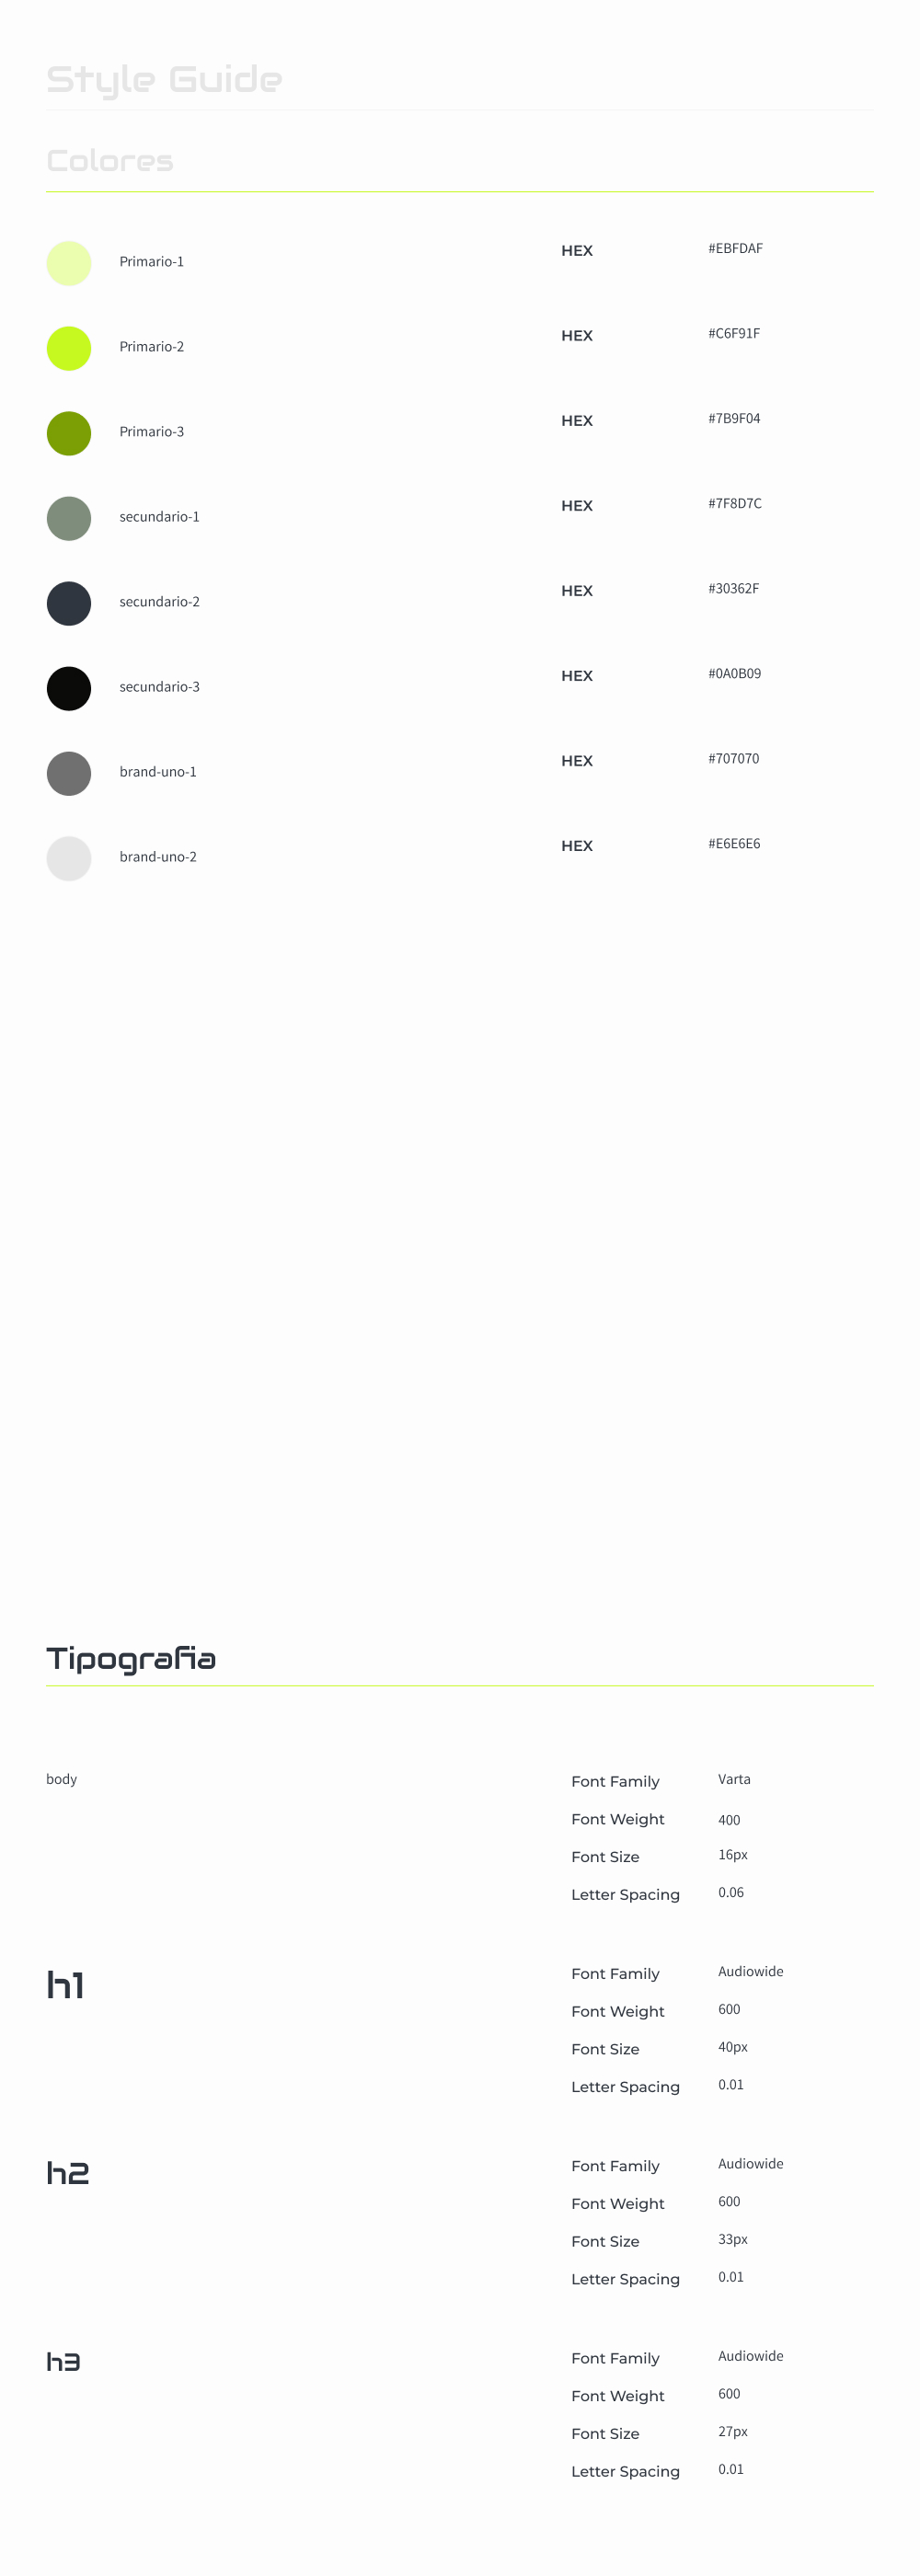 Style Guide
Colores
Primario-1 HEX #EBFDAF
Primario-2 HEX #C6F91F
Primario-3 HEX #7B9F04
secundario-1 HEX #7F8D7C
secundario-2 HEX #30362F
secundario-3 HEX #0A0B09
brand-uno-1 HEX #707070
brand-uno-2 HEX #E6E6E6
Tipografia
body Font Family Varta
Font Weight 400
Font Size 16px
Letter Spacing 0.06
h1 Font Family Audiowide
Font Weight 600
Font Size 40px
Letter Spacing 0.01
h2 Font Family Audiowide
Font Weight 600
Font Size 33px
Letter Spacing 0.01
h3 Font Family Audiowide
Font Weight 600
Font Size 27px
Letter Spacing 0.01